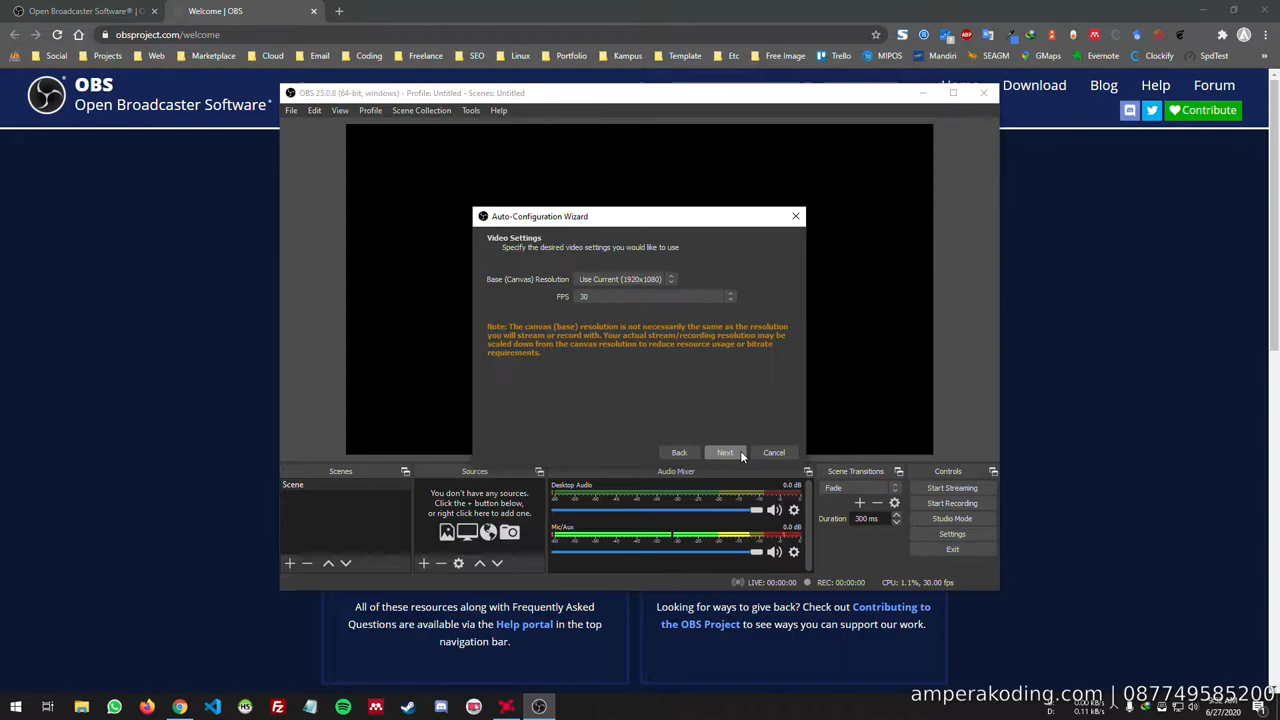 Open Broadcaster Software® | D
Welcome | OBS
obsproject.com/welcome
Social
Projects
Web
Marketplace
Cloud
Email
Coding
Freelance
SEO
Linux
Portfolio
Kampus
Template
Etc
Free Image
Trello
MIPOS
Mandiri
SEAGM
GMaps
Evernote
Clockify
SpdTest
OBS
Open Broadcaster Software®
Download
Blog
Help
Forum
Contribute
OBS 25.0.8 (64-bit, windows) - Profile: Untitled - Scenes: Untitled
File Edit View Profile Scene Collection Tools Help
Auto-Configuration Wizard
Video Settings
Specify the desired video settings you would like to use
Base (Canvas) Resolution Use Current (1920x1080)
FPS 30
Note: The canvas (base) resolution is not necessarily the same as the resolution
you will stream or record with. Your actual stream/recording resolution may be
scaled down from the canvas resolution to reduce resource usage or bitrate
requirements.
Back Next Cancel
Scenes
Scene
Sources
You don't have any sources.
Click the + button below,
or right click here to add one.
Audio Mixer
Desktop Audio 0.0 dB
Mic/Aux 0.0 dB
Scene Transitions
Fade
Duration 300 ms
Controls
Start Streaming
Start Recording
Studio Mode
Settings
Exit
LIVE: 00:00:00 REC: 00:00:00 CPU: 1.1%, 30.00 fps
All of these resources along with Frequently Asked
Questions are available via the Help portal in the top
navigation bar.
Looking for ways to give back? Check out Contributing to
the OBS Project to see ways you can support our work.
amperakoding.com | 087749585200
D: 0.11 kB/s
6/27/2020